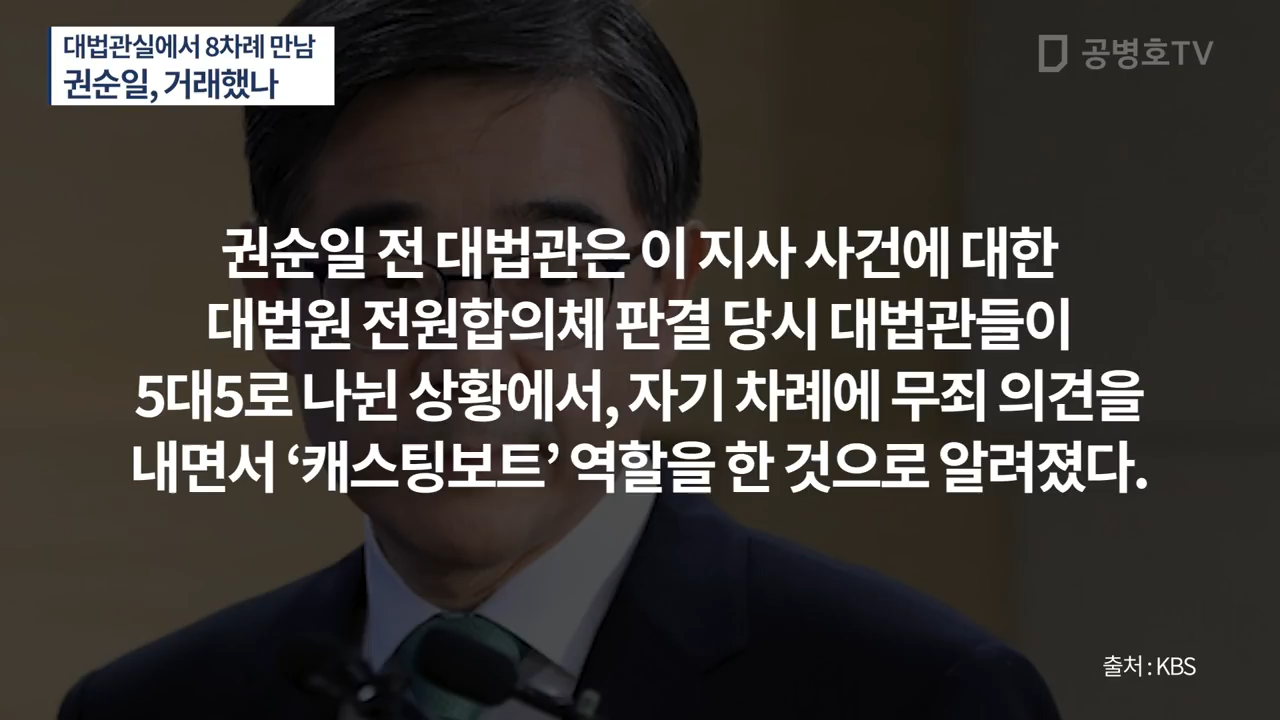 대법관실에서 8차례 만남
권순일, 거래했나
공병호TV
권순일 전 대법관은 이 지사 사건에 대한
대법원 전원합의체 판결 당시 대법관들이
5대5로 나뉜 상황에서, 자기 차례에 무죄 의견을
내면서 ‘캐스팅보트’ 역할을 한 것으로 알려졌다.
출처 : KBS